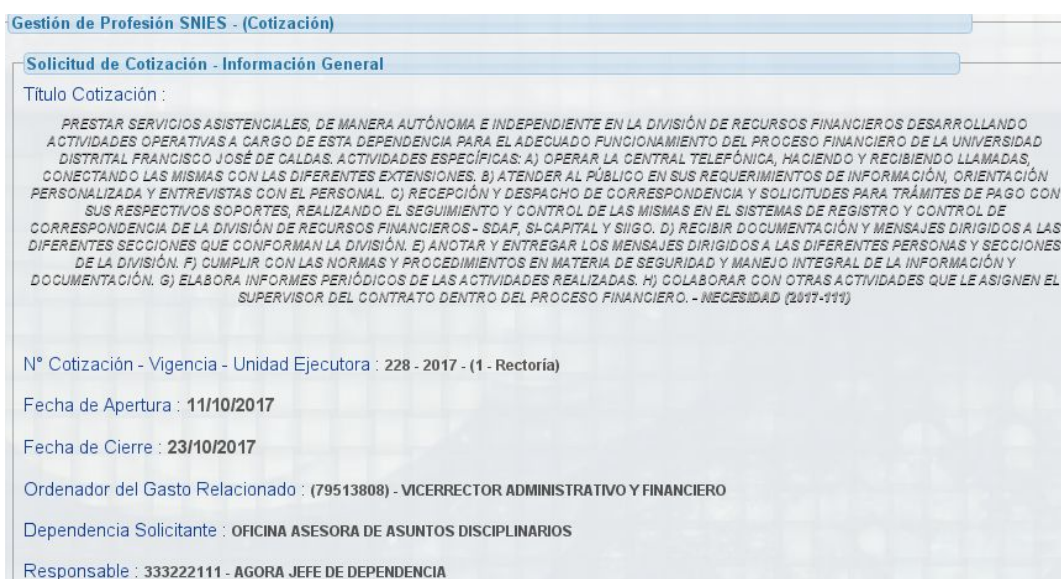 Gestión de Profesión SNIES - (Cotización)
Solicitud de Cotización - Información General
Título Cotización :
PRESTAR SERVICIOS ASISTENCIALES, DE MANERA AUTÓNOMA E INDEPENDIENTE EN LA DIVISIÓN DE RECURSOS FINANCIEROS DESARROLLANDO
ACTIVIDADES OPERATIVAS A CARGO DE ESTA DEPENDENCIA PARA EL ADECUADO FUNCIONAMIENTO DEL PROCESO FINANCIERO DE LA UNIVERSIDAD
DISTRITAL FRANCISCO JOSÉ DE CALDAS. ACTIVIDADES ESPECÍFICAS: A) OPERAR LA CENTRAL TELEFÓNICA, HACIENDO Y RECIBIENDO LLAMADAS,
CONECTANDO LAS MISMAS CON LAS DIFERENTES EXTENSIONES. B) ATENDER AL PÚBLICO EN SUS REQUERIMIENTOS DE INFORMACIÓN, ORIENTACIÓN
PERSONALIZADA Y ENTREVISTAS CON EL PERSONAL. C) RECEPCIÓN Y DESPACHO DE CORRESPONDENCIA Y SOLICITUDES PARA TRÁMITES DE PAGO CON
SUS RESPECTIVOS SOPORTES, REALIZANDO EL SEGUIMIENTO Y CONTROL DE LAS MISMAS EN EL SISTEMAS DE REGISTRO Y CONTROL DE
CORRESPONDENCIA DE LA DIVISIÓN DE RECURSOS FINANCIEROS - SDAF, SI-CAPITAL Y SIIGO. D) RECIBIR DOCUMENTACIÓN Y MENSAJES DIRIGIDOS A LAS
DIFERENTES SECCIONES QUE CONFORMAN LA DIVISIÓN. E) ANOTAR Y ENTREGAR LOS MENSAJES DIRIGIDOS A LAS DIFERENTES PERSONAS Y SECCIONES
DE LA DIVISIÓN. F) CUMPLIR CON LAS NORMAS Y PROCEDIMIENTOS EN MATERIA DE SEGURIDAD Y MANEJO INTEGRAL DE LA INFORMACIÓN Y
DOCUMENTACIÓN. G) ELABORA INFORMES PERIÓDICOS DE LAS ACTIVIDADES REALIZADAS. H) COLABORAR CON OTRAS ACTIVIDADES QUE LE ASIGNEN EL
SUPERVISOR DEL CONTRATO DENTRO DEL PROCESO FINANCIERO. - NECESIDAD (2017-111)
N° Cotización - Vigencia - Unidad Ejecutora : 228 - 2017 - (1 - Rectoría)
Fecha de Apertura : 11/10/2017
Fecha de Cierre : 23/10/2017
Ordenador del Gasto Relacionado : (79513808) - VICERRECTOR ADMINISTRATIVO Y FINANCIERO
Dependencia Solicitante : OFICINA ASESORA DE ASUNTOS DISCIPLINARIOS
Responsable : 333222111 - AGORA JEFE DE DEPENDENCIA